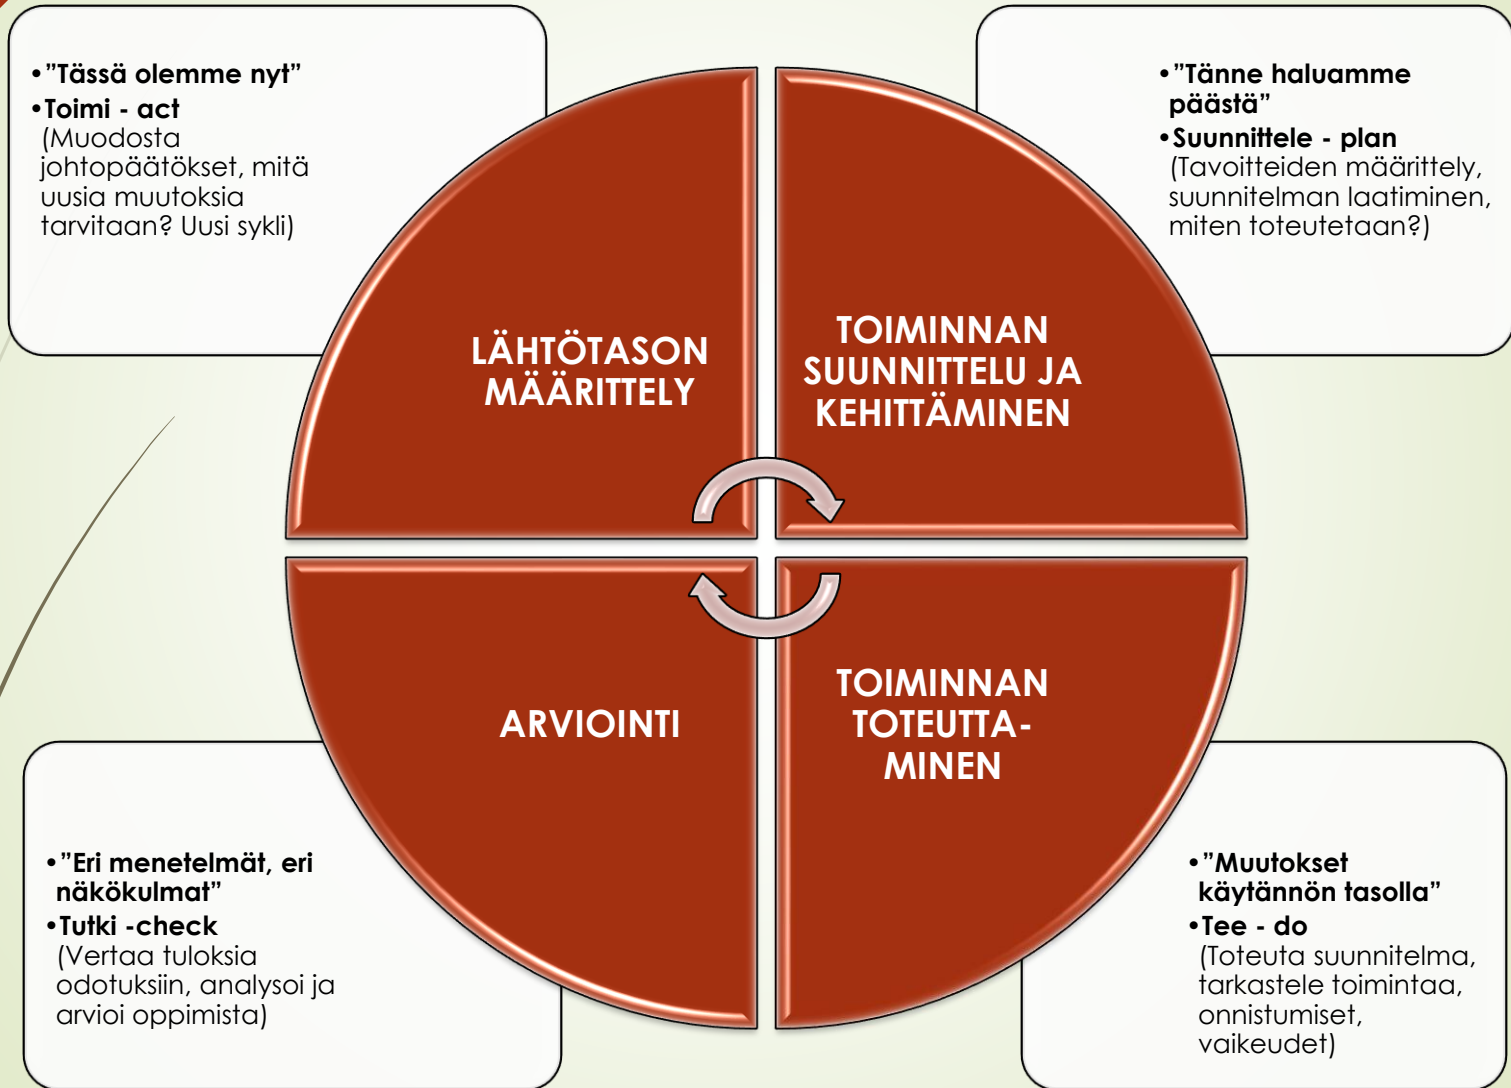 •”Tässä olemme nyt”
•Toimi - act
(Muodosta
johtopäätökset, mitä
uusia muutoksia
tarvitaan? Uusi sykli)
•”Tänne haluamme
päästä”
•Suunnittele - plan
(Tavoitteiden määrittely,
suunnitelman laatiminen,
miten toteutetaan?)
LÄHTÖTASON
MÄÄRITTELY
TOIMINNAN
SUUNNITTELU JA
KEHITTÄMINEN
ARVIOINTI
TOIMINNAN
TOTEUTTA-
MINEN
•”Eri menetelmät, eri
näkökulmat”
•Tutki -check
(Vertaa tuloksia
odotuksiin, analysoi ja
arvioi oppimista)
•”Muutokset
käytännön tasolla”
•Tee - do
(Toteuta suunnitelma,
tarkastele toimintaa,
onnistumiset,
vaikeudet)